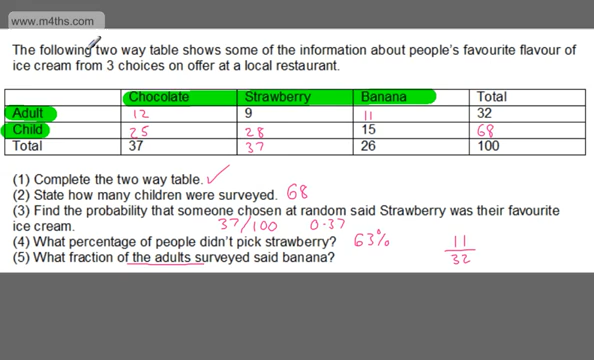 www.m4ths.com
The following two way table shows some of the information about people's favourite flavour of
ice cream from 3 choices on offer at a local restaurant.
Chocolate Strawberry Banana Total
Adult 12 9 11 32
Child 25 28 15 68
Total 37 37 26 100
(1) Complete the two way table.
(2) State how many children were surveyed. 68
(3) Find the probability that someone chosen at random said Strawberry was their favourite
ice cream. 37/100 0.37
(4) What percentage of people didn't pick strawberry? 63%
(5) What fraction of the adults surveyed said banana? 11/32